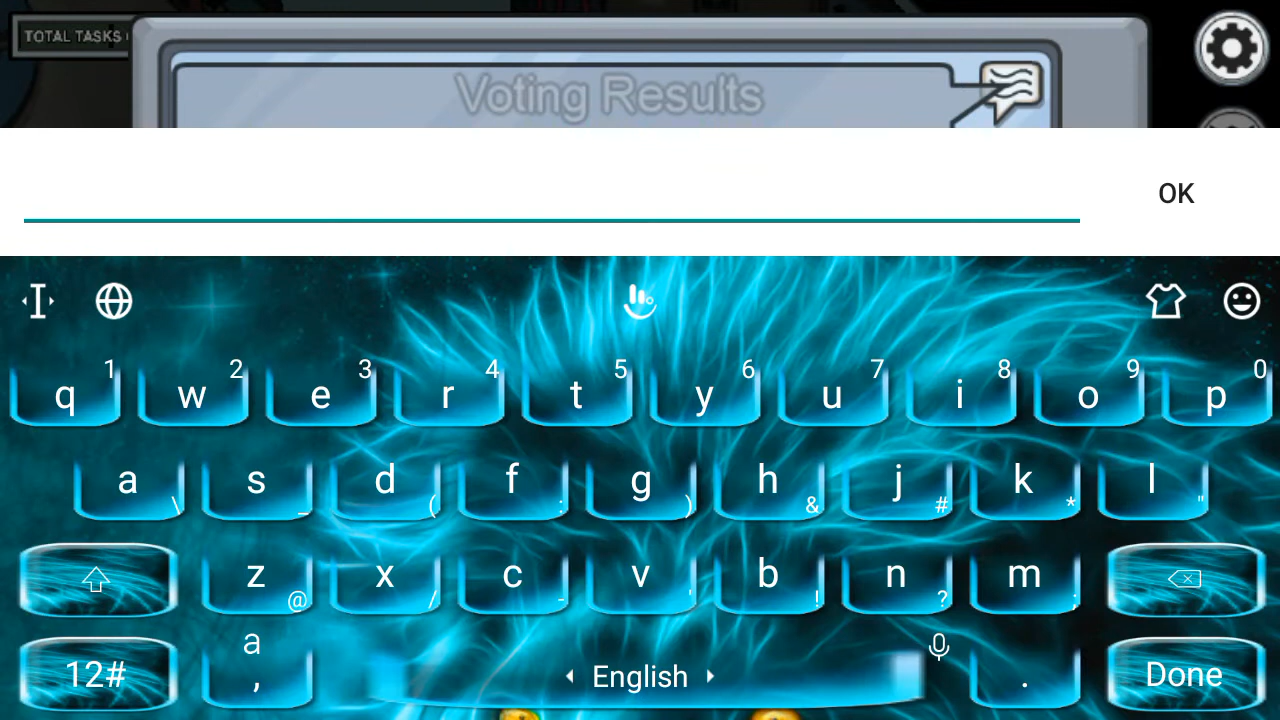 TOTAL TASKS
Voting Results
OK
q 1 w 2 e 3 r 4 t 5 y 6 u 7 i 8 o 9 p 0
a \ s _ d ( f : g ) h & j # k * l "
z @ x / c - v ' b ! n ? m ;
12# a , English . Done